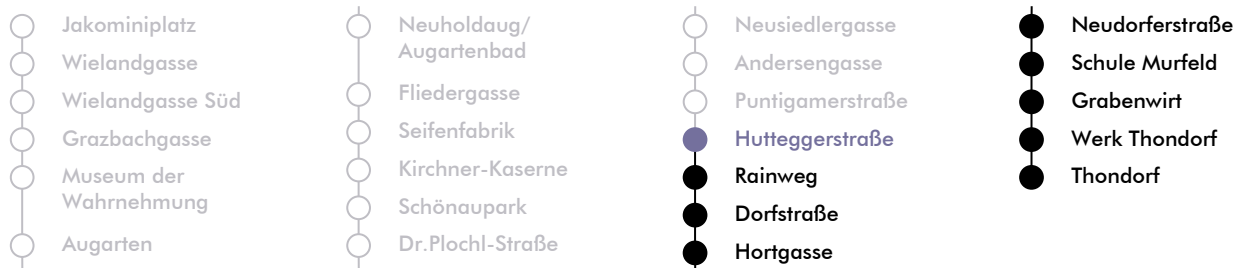 Jakominiplatz
Wielandgasse
Wielandgasse Süd
Grazbachgasse
Museum der
Wahrnehmung
Augarten
Neuholdaug/
Augartenbad
Fliedergasse
Seifenfabrik
Kirchner-Kaserne
Schönaupark
Dr.Plochl-Straße
Neusiedlergasse
Andersengasse
Puntigamerstraße
Hutteggerstraße
Rainweg
Dorfstraße
Hortgasse
Neudorferstraße
Schule Murfeld
Grabenwirt
Werk Thondorf
Thondorf